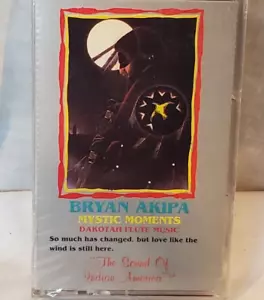 BRYAN AKIPA
MYSTIC MOMENTS
DAKOTAH FLUTE MUSIC
So much has changed, but love like the
wind is still here.
"The Sound Of
Indian America"